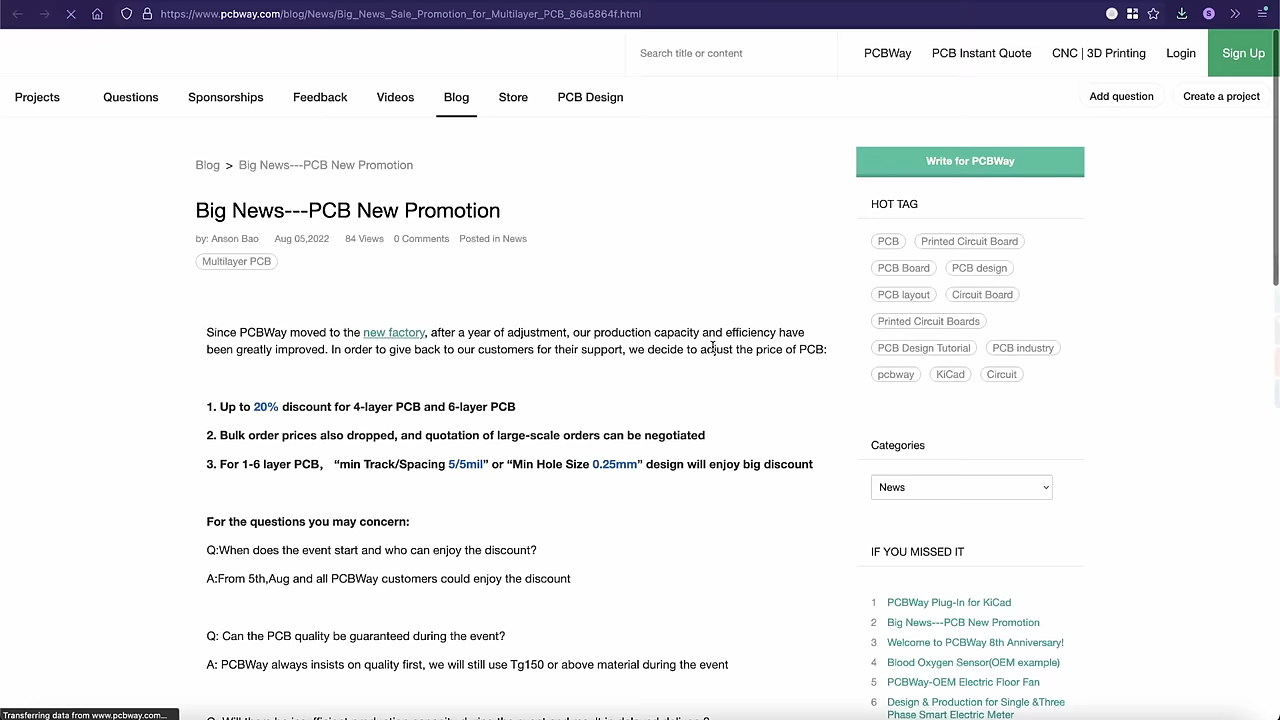 https://www.pcbway.com/blog/News/Big_News_Sale_Promotion_for_Multilayer_PCB_86a5864f.html
Search title or content
PCBWay
PCB Instant Quote
CNC | 3D Printing
Login
Sign Up
Projects
Questions
Sponsorships
Feedback
Videos
Blog
Store
PCB Design
Add question
Create a project
Blog > Big News---PCB New Promotion
Big News---PCB New Promotion
by: Anson Bao Aug 05,2022 84 Views 0 Comments Posted in News
Multilayer PCB
Since PCBWay moved to the new factory, after a year of adjustment, our production capacity and efficiency have
been greatly improved. In order to give back to our customers for their support, we decide to adjust the price of PCB:
1. Up to 20% discount for 4-layer PCB and 6-layer PCB
2. Bulk order prices also dropped, and quotation of large-scale orders can be negotiated
3. For 1-6 layer PCB, “min Track/Spacing 5/5mil” or “Min Hole Size 0.25mm” design will enjoy big discount
For the questions you may concern:
Q:When does the event start and who can enjoy the discount?
A:From 5th,Aug and all PCBWay customers could enjoy the discount
Q: Can the PCB quality be guaranteed during the event?
A: PCBWay always insists on quality first, we will still use Tg150 or above material during the event
Write for PCBWay
HOT TAG
PCB
Printed Circuit Board
PCB Board
PCB design
PCB layout
Circuit Board
Printed Circuit Boards
PCB Design Tutorial
PCB industry
pcbway
KiCad
Circuit
Categories
News
IF YOU MISSED IT
1 PCBWay Plug-In for KiCad
2 Big News---PCB New Promotion
3 Welcome to PCBWay 8th Anniversary!
4 Blood Oxygen Sensor(OEM example)
5 PCBWay-OEM Electric Floor Fan
6 Design & Production for Single &Three
Phase Smart Electric Meter
Transferring data from www.pcbway.com...